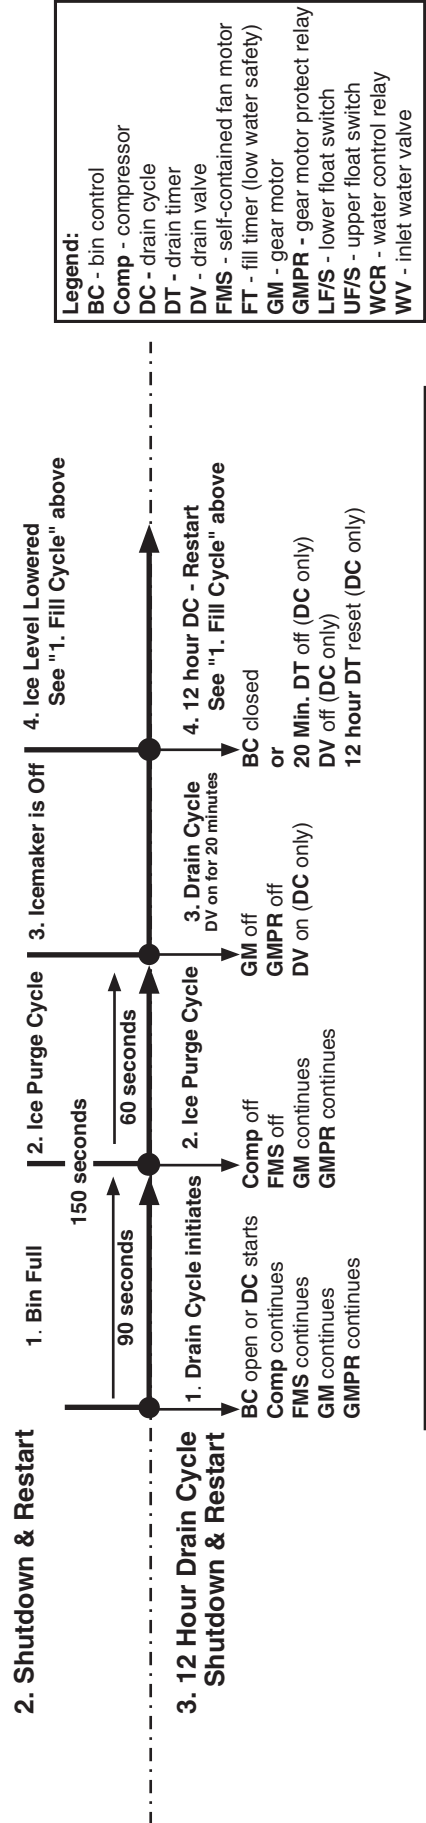 2. Shutdown & Restart
1. Bin Full
2. Ice Purge Cycle
3. Icemaker is Off
4. Ice Level Lowered
See "1. Fill Cycle" above
150 seconds
90 seconds
60 seconds
3. 12 Hour Drain Cycle
Shutdown & Restart
1. Drain Cycle initiates
2. Ice Purge Cycle
3. Drain Cycle
DV on for 20 minutes
4. 12 hour DC - Restart
See "1. Fill Cycle" above
BC open or DC starts
Comp continues
FMS continues
GM continues
GMPR continues
Comp off
FMS off
GM continues
GMPR continues
GM off
GMPR off
DV on (DC only)
BC closed
or
20 Min. DT off (DC only)
DV off (DC only)
12 hour DT reset (DC only)
Legend:
BC - bin control
Comp - compressor
DC - drain cycle
DT - drain timer
DV - drain valve
FMS - self-contained fan motor
FT - fill timer (low water safety)
GM - gear motor
GMPR - gear motor protect relay
LF/S - lower float switch
UF/S - upper float switch
WCR - water control relay
WV - inlet water valve